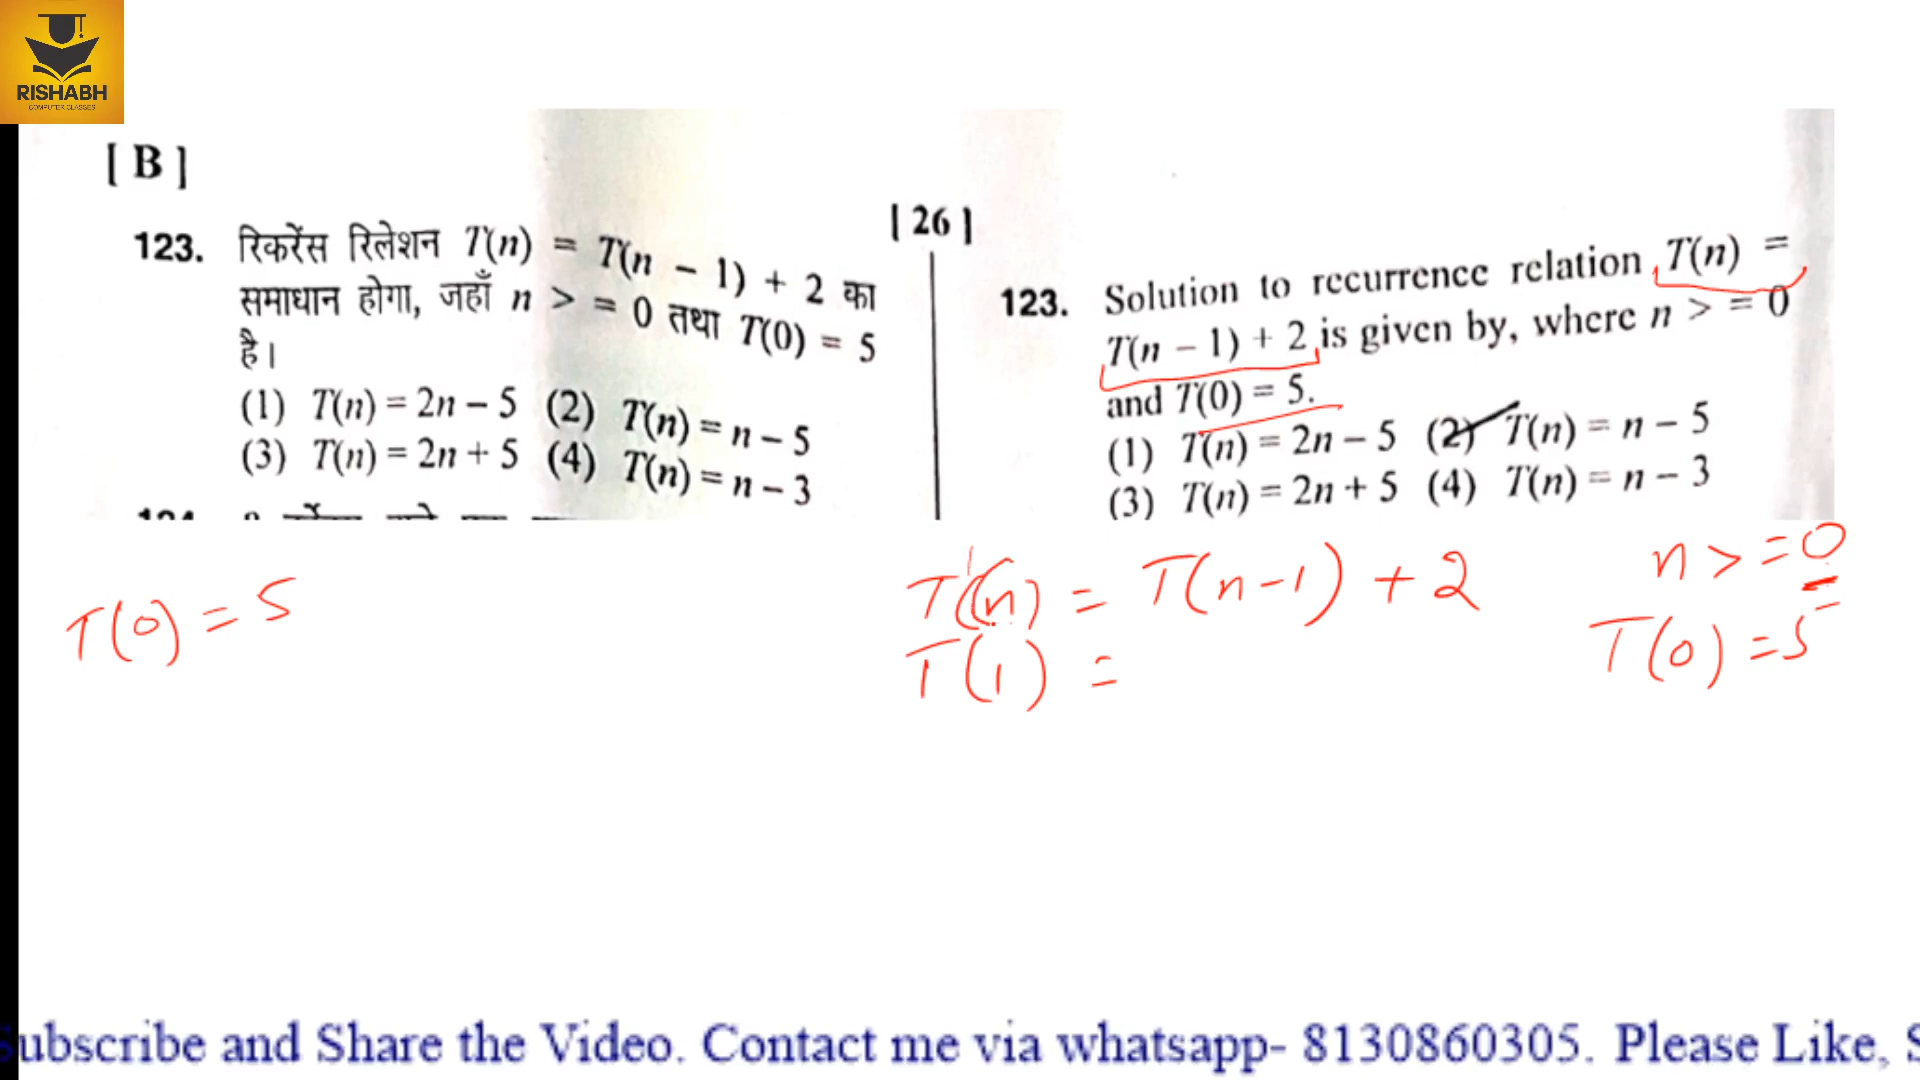 RISHABH
COMPUTER CLASSES
[ B ]
[ 26 ]
123. रिकरेंस रिलेशन T(n) = T(n − 1) + 2 का
समाधान होगा, जहाँ n > = 0 तथा T(0) = 5
है।
(1) T(n) = 2n − 5 (2) T(n) = n − 5
(3) T(n) = 2n + 5 (4) T(n) = n − 3
123. Solution to recurrence relation T(n) =
T(n − 1) + 2 is given by, where n > = 0
and T(0) = 5.
(1) T(n) = 2n − 5 (2) T(n) = n − 5
(3) T(n) = 2n + 5 (4) T(n) = n − 3
T(0) = 5
T(n) = T(n-1) + 2
T(1) =
n > = 0
T(0) = 5
ubscribe and Share the Video. Contact me via whatsapp- 8130860305. Please Like, S